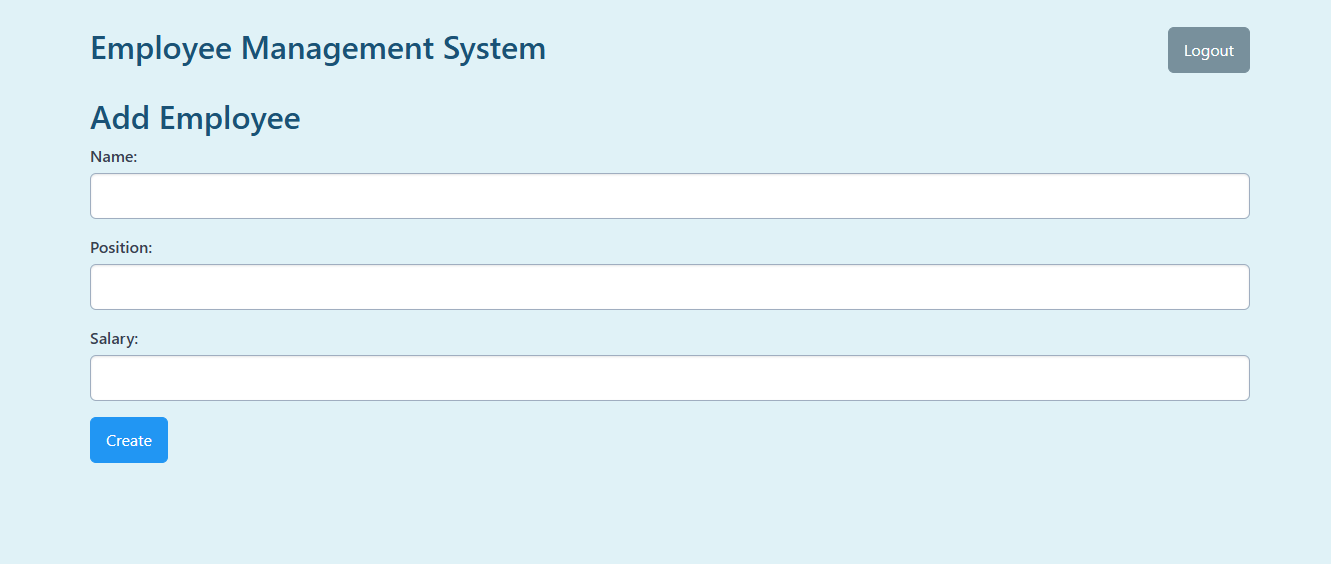 Employee Management System
Logout
Add Employee
Name:
Position:
Salary:
Create